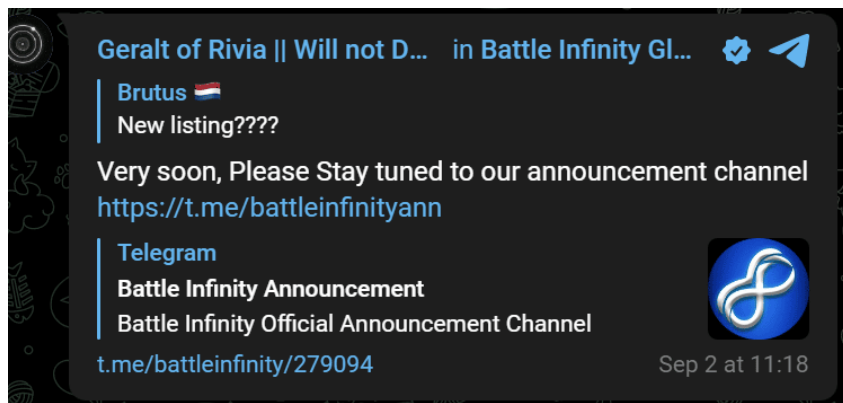 Geralt of Rivia || Will not D... in Battle Infinity Gl...
Brutus 🇳🇱
New listing????
Very soon, Please Stay tuned to our announcement channel
https://t.me/battleinfinityann
Telegram
Battle Infinity Announcement
Battle Infinity Official Announcement Channel
t.me/battleinfinity/279094 Sep 2 at 11:18